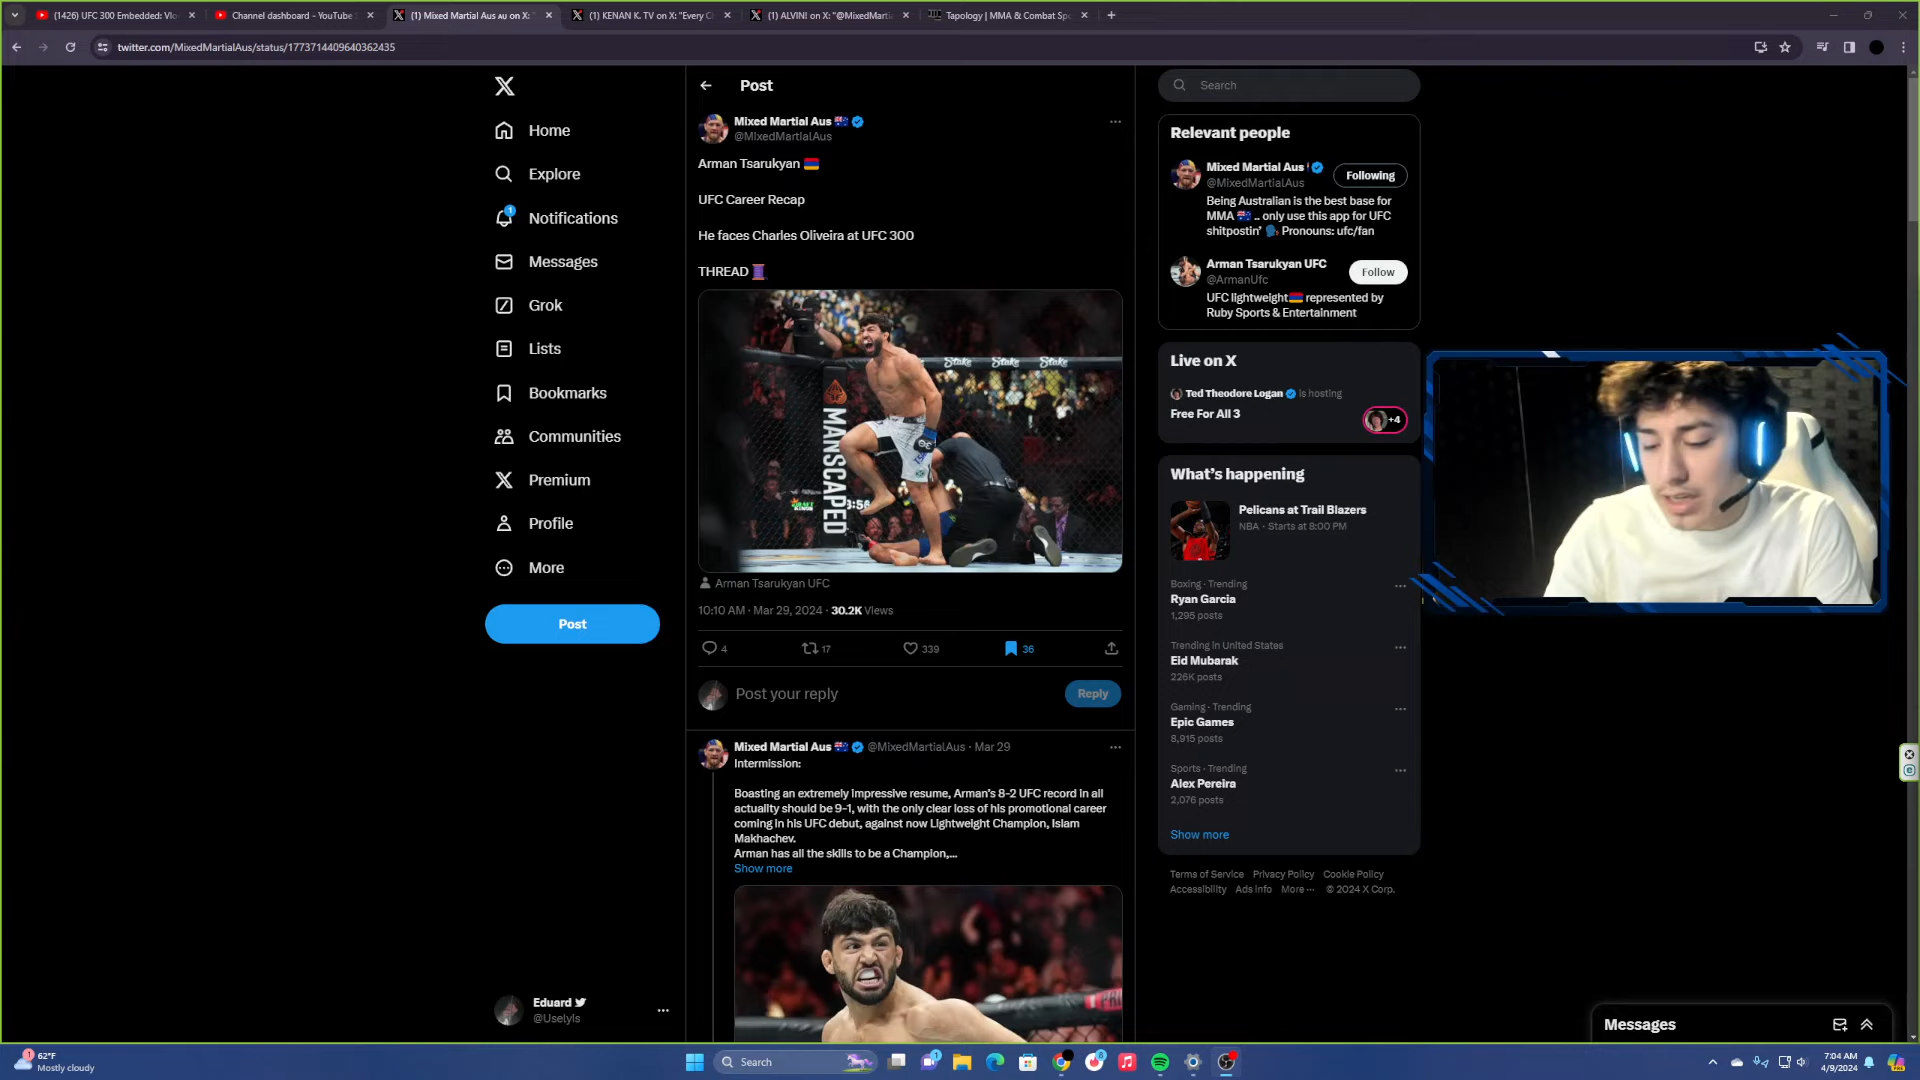 (1426) UFC 300 Embedded: Vlo
Channel dashboard - YouTube
(1) Mixed Martial Aus AU on X:
(1) KENAN K. TV on X: "Every C
(1) ALVIN! on X: "@MixedMarti
Tapology | MMA & Combat Sp
twitter.com/MixedMartialAus/status/1773714409640362435
Home
Explore
1
Notifications
Messages
Grok
Lists
Bookmarks
Communities
Premium
Profile
More
Post
Eduard
@Uselyls
Post
Mixed Martial Aus 🇦🇺
@MixedMartialAus
Arman Tsarukyan 🇦🇲
UFC Career Recap
He faces Charles Oliveira at UFC 300
THREAD 🧵
Stake Stake Stake
MANSCAPED
3:56
Arman Tsarukyan UFC
10:10 AM · Mar 29, 2024 · 30.2K Views
4 17 339 36
Post your reply
Reply
Mixed Martial Aus 🇦🇺 @MixedMartialAus · Mar 29
Intermission:
Boasting an extremely impressive resume, Arman's 8-2 UFC record in all
actuality should be 9-1, with the only clear loss of his promotional career
coming in his UFC debut, against now Lightweight Champion, Islam
Makhachev.
Arman has all the skills to be a Champion,...
Show more
Search
Relevant people
Mixed Martial Aus
@MixedMartialAus
Following
Being Australian is the best base for
MMA 🇦🇺 .. only use this app for UFC
shitpostin' 🗣 Pronouns: ufc/fan
Arman Tsarukyan UFC
@ArmanUfc
Follow
UFC lightweight🇦🇲 represented by
Ruby Sports & Entertainment
Live on X
Ted Theodore Logan is hosting
Free For All 3
+4
What's happening
Pelicans at Trail Blazers
NBA · Starts at 8:00 PM
Boxing · Trending
Ryan Garcia
1,295 posts
Trending in United States
Eid Mubarak
226K posts
Gaming · Trending
Epic Games
8,915 posts
Sports · Trending
Alex Pereira
2,076 posts
Show more
Terms of Service Privacy Policy Cookie Policy
Accessibility Ads info More ··· © 2024 X Corp.
Messages
1
62°F
Mostly cloudy
Search
7:04 AM
4/9/2024